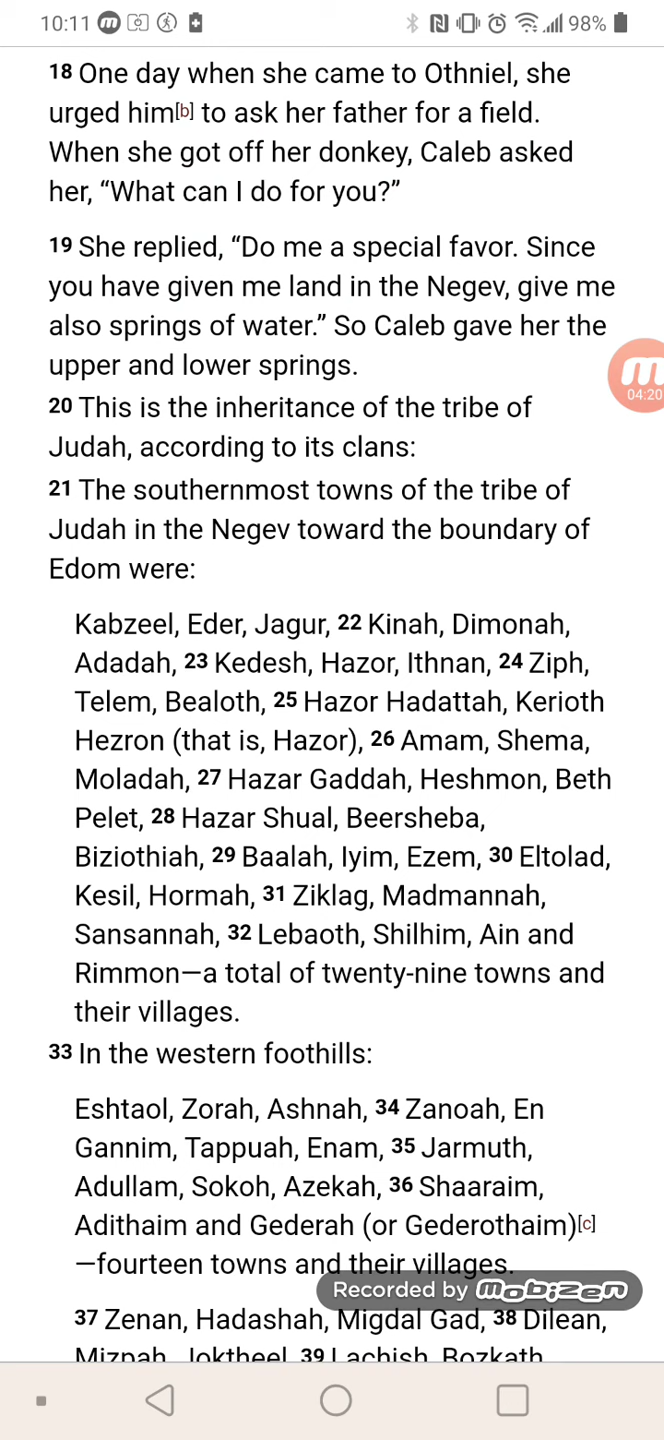 10:11 98%
18 One day when she came to Othniel, she
urged him[b] to ask her father for a field.
When she got off her donkey, Caleb asked
her, “What can I do for you?”
19 She replied, “Do me a special favor. Since
you have given me land in the Negev, give me
also springs of water.” So Caleb gave her the
upper and lower springs.
04:20
20 This is the inheritance of the tribe of
Judah, according to its clans:
21 The southernmost towns of the tribe of
Judah in the Negev toward the boundary of
Edom were:
Kabzeel, Eder, Jagur, 22 Kinah, Dimonah,
Adadah, 23 Kedesh, Hazor, Ithnan, 24 Ziph,
Telem, Bealoth, 25 Hazor Hadattah, Kerioth
Hezron (that is, Hazor), 26 Amam, Shema,
Moladah, 27 Hazar Gaddah, Heshmon, Beth
Pelet, 28 Hazar Shual, Beersheba,
Biziothiah, 29 Baalah, Iyim, Ezem, 30 Eltolad,
Kesil, Hormah, 31 Ziklag, Madmannah,
Sansannah, 32 Lebaoth, Shilhim, Ain and
Rimmon—a total of twenty-nine towns and
their villages.
33 In the western foothills:
Eshtaol, Zorah, Ashnah, 34 Zanoah, En
Gannim, Tappuah, Enam, 35 Jarmuth,
Adullam, Sokoh, Azekah, 36 Shaaraim,
Adithaim and Gederah (or Gederothaim)[c]
—fourteen towns and their villages.
Recorded by mobizen
37 Zenan, Hadashah, Migdal Gad, 38 Dilean,
Mizpah, Joktheel, 39 Lachish, Bozkath,